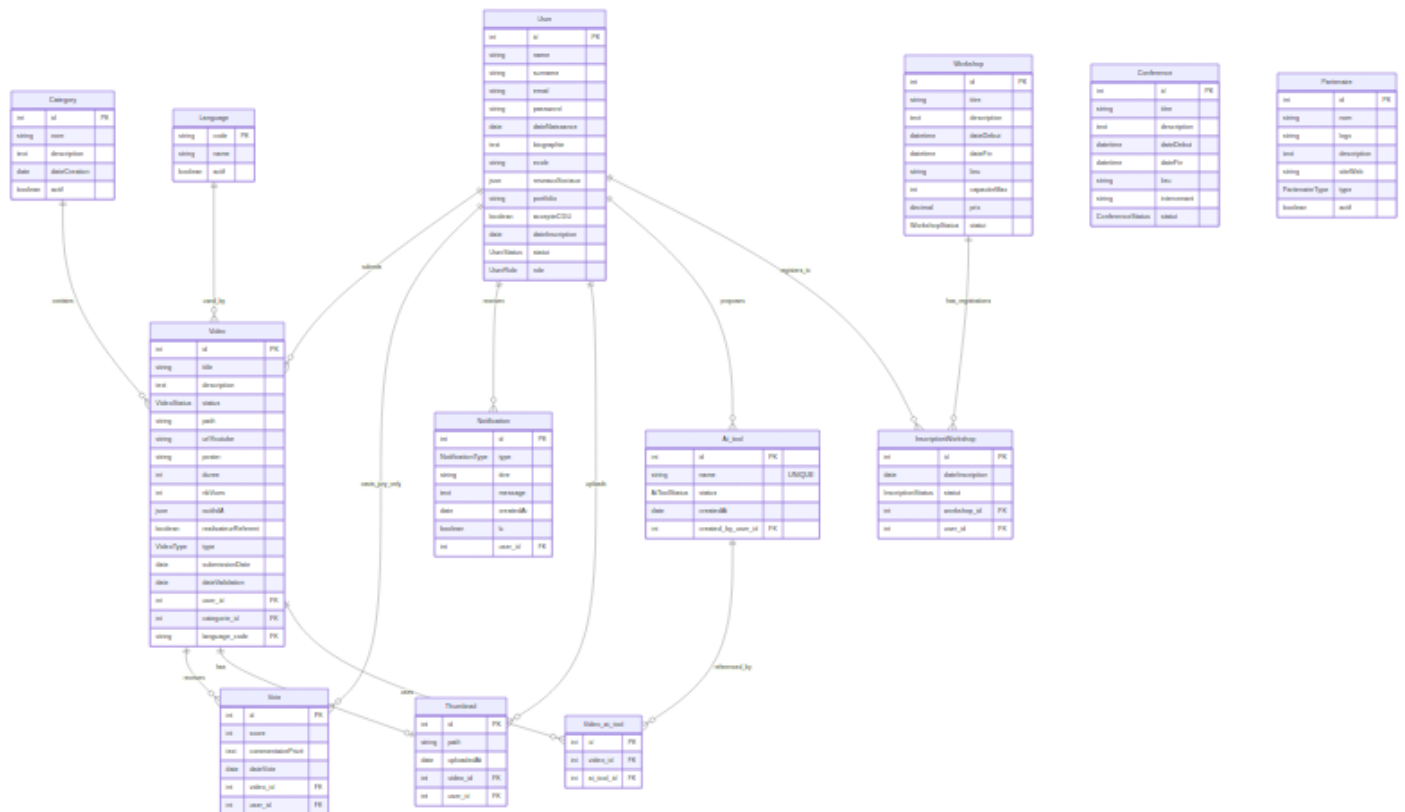 User
int id PK
string name
string surname
string email
string password
date dateNaissance
text biographie
string ecole
json reseauxSociaux
string portfolio
boolean accepteCGU
date dateInscription
UserStatus statut
UserRole role
Category
int id PK
string nom
text description
date dateCreation
boolean actif
Language
string code PK
string name
boolean actif
Workshop
int id PK
string titre
text description
datetime dateDebut
datetime dateFin
string lieu
int capaciteMax
decimal prix
WorkshopStatus statut
Conference
int id PK
string titre
text description
datetime dateDebut
datetime dateFin
string lieu
string intervenant
ConferenceStatus statut
Partenaire
int id PK
string nom
string logo
text description
string siteWeb
PartenaireType type
boolean actif
contains
used_by
submits
receives
casts_jury_only
uploads
proposes
registers_to
has_registrations
Video
int id PK
string title
text description
VideoStatus status
string path
string urlYoutube
string poster
int duree
int nbVues
json outilsIA
boolean realisateurReferent
VideoType type
date submissionDate
date dateValidation
int user_id FK
int categorie_id FK
string language_code FK
Notification
int id PK
NotificationType type
string titre
text message
date createdAt
boolean lu
int user_id FK
Ai_tool
int id PK
string name UNIQUE
AiToolStatus status
date createdAt
int created_by_user_id FK
InscriptionWorkshop
int id PK
date dateInscription
InscriptionStatus statut
int workshop_id FK
int user_id FK
receives
has
uses
referenced_by
Vote
int id PK
int score
text commentairePrive
date dateVote
int video_id FK
int user_id FK
Thumbnail
int id PK
string path
date uploadedAt
int video_id FK
int user_id FK
Video_ai_tool
int id PK
int video_id FK
int ai_tool_id FK